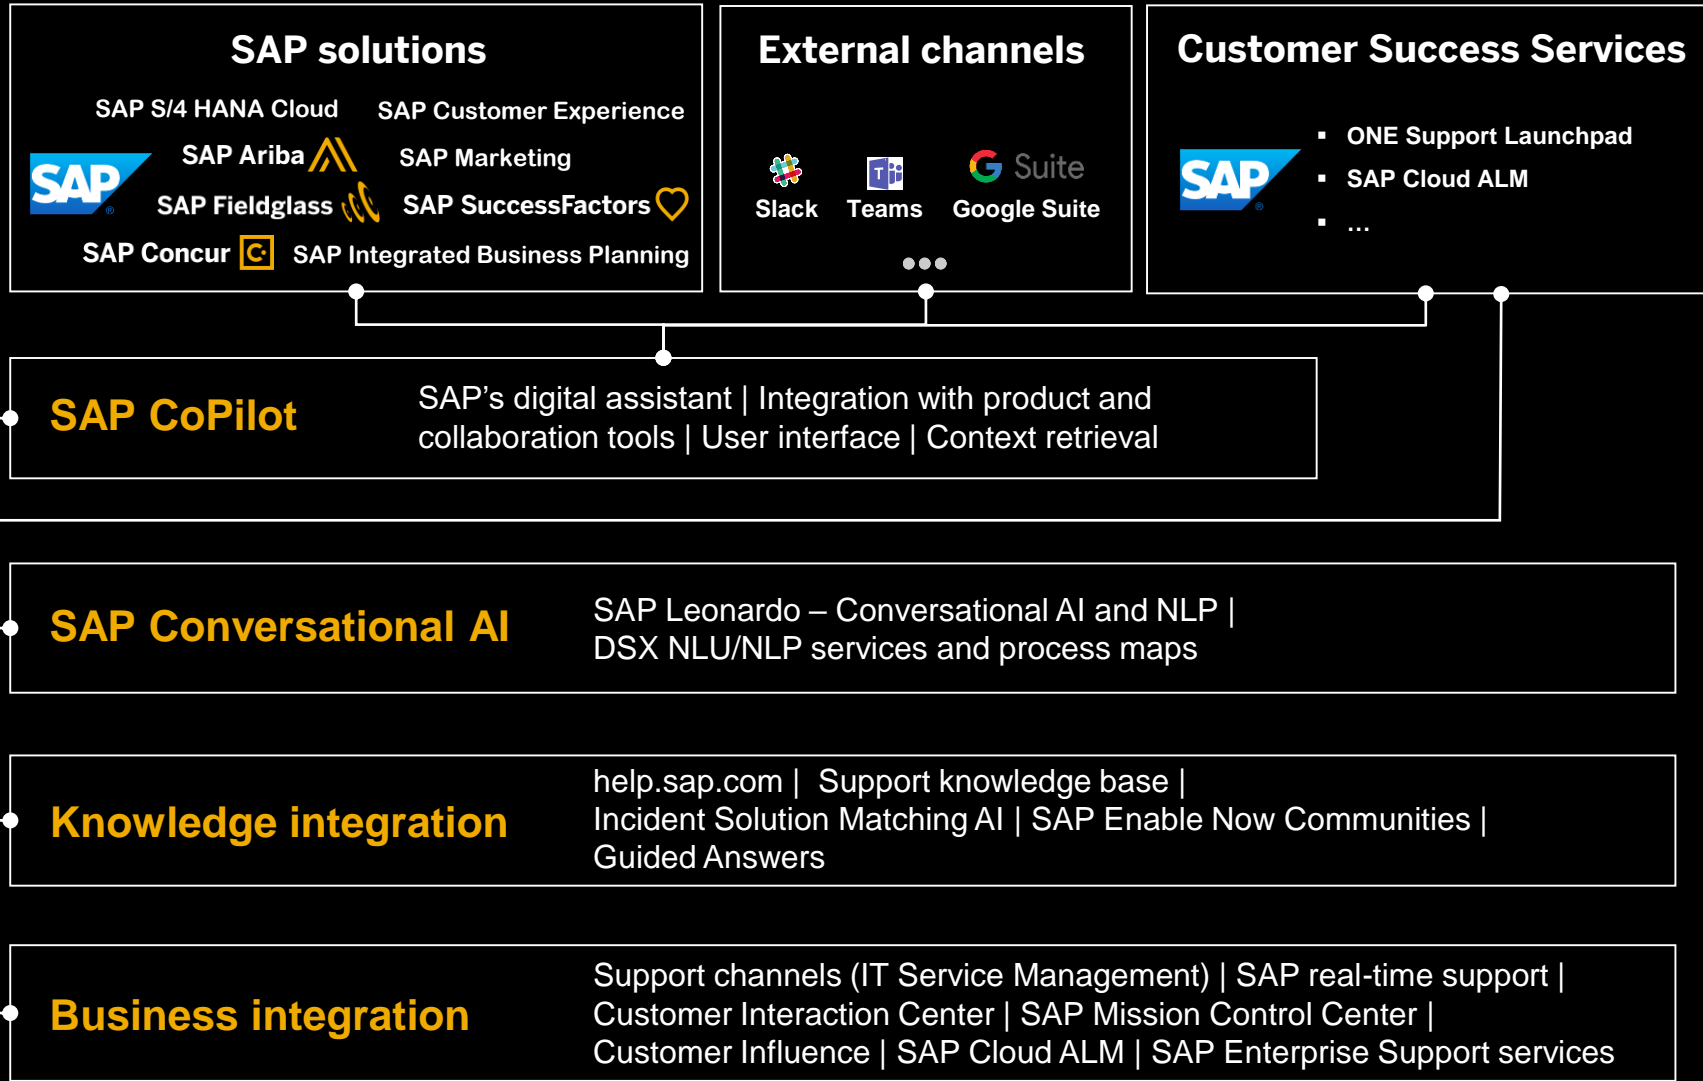 SAP solutions
SAP S/4 HANA Cloud
SAP Customer Experience
SAP Ariba
SAP Marketing
SAP
SAP Fieldglass
SAP SuccessFactors
SAP Concur
C
SAP Integrated Business Planning
External channels
G Suite
Slack
Teams
Google Suite
Customer Success Services
SAP
▪ ONE Support Launchpad
▪ SAP Cloud ALM
▪ …
SAP CoPilot
SAP’s digital assistant | Integration with product and
collaboration tools | User interface | Context retrieval
SAP Conversational AI
SAP Leonardo – Conversational AI and NLP |
DSX NLU/NLP services and process maps
Knowledge integration
help.sap.com | Support knowledge base |
Incident Solution Matching AI | SAP Enable Now Communities |
Guided Answers
Business integration
Support channels (IT Service Management) | SAP real-time support |
Customer Interaction Center | SAP Mission Control Center |
Customer Influence | SAP Cloud ALM | SAP Enterprise Support services